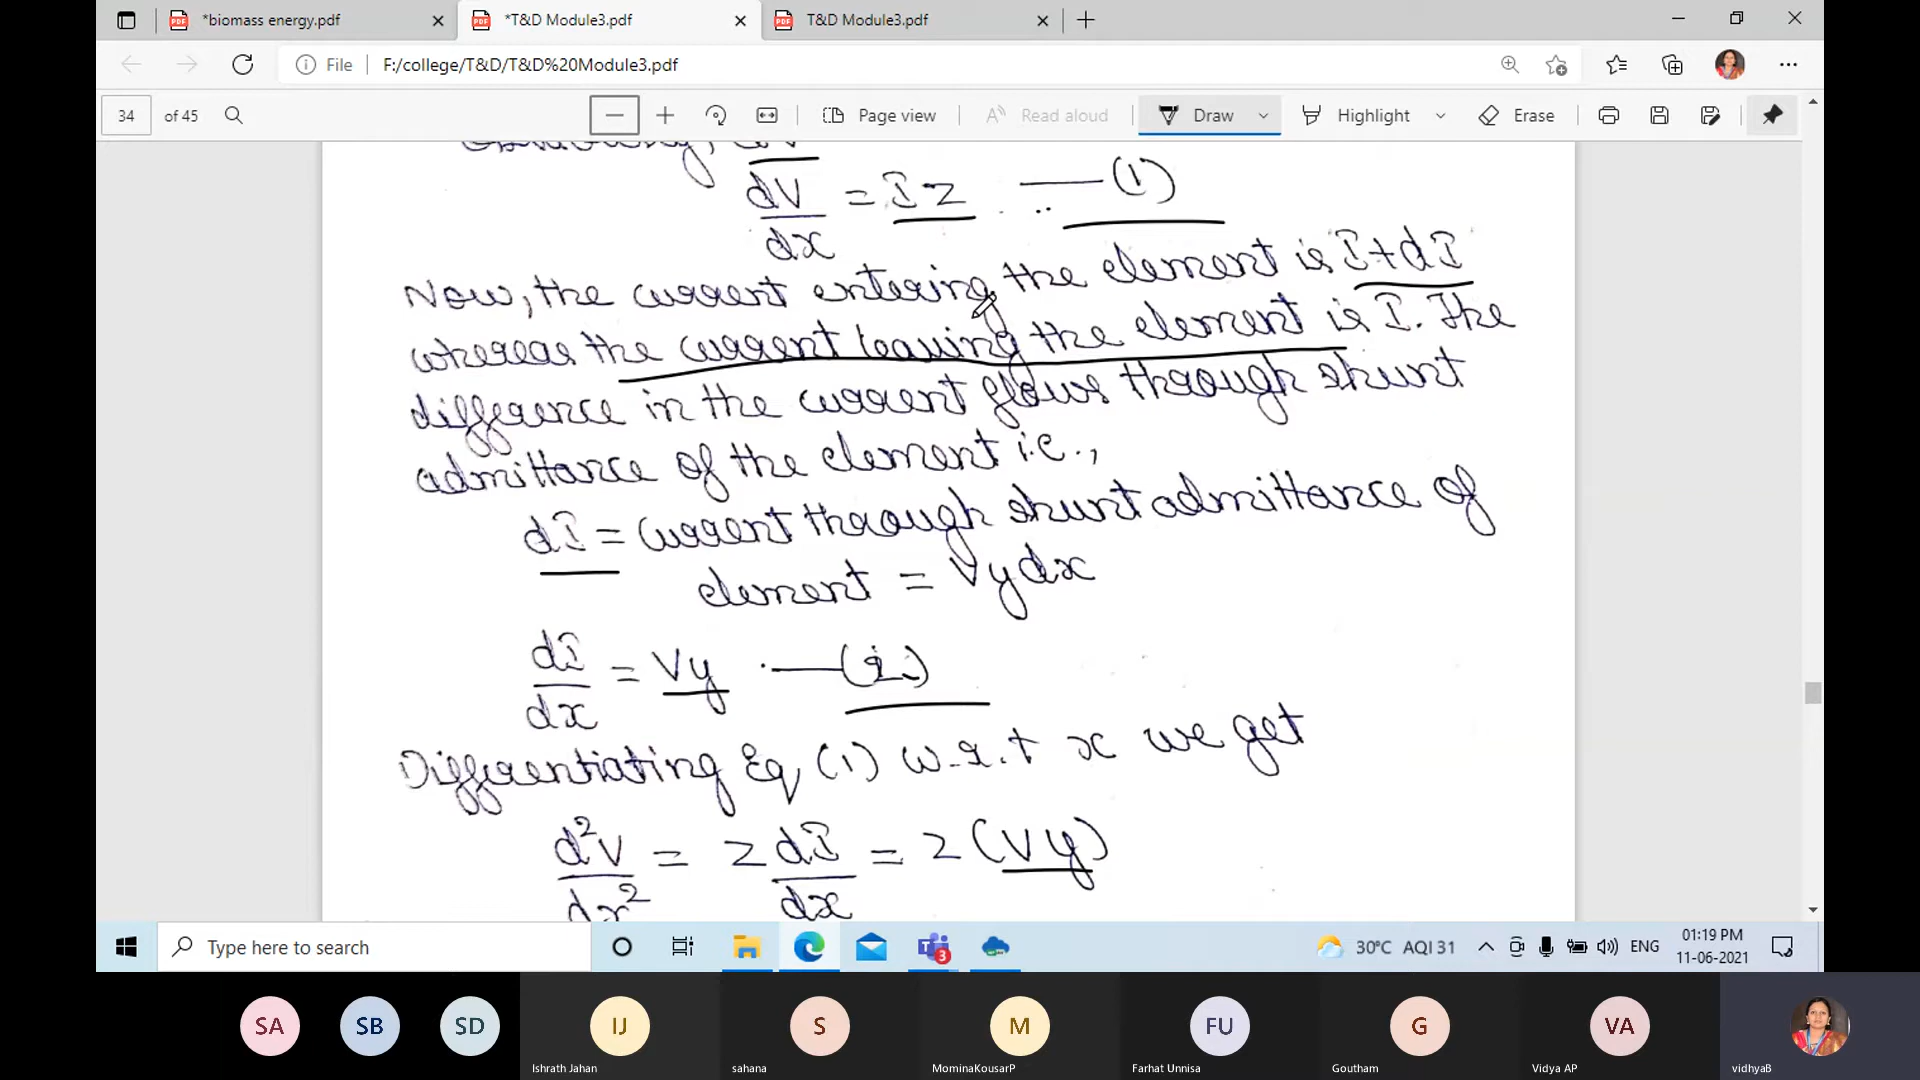 *biomass energy.pdf
*T&D Module3.pdf
T&D Module3.pdf
File F:/college/T&D/T&D%20Module3.pdf
34 of 45
Page view
Read aloud
Draw
Highlight
Erase
dV/dx = IZ —(1)
Now, the current entering the element is I+dI
whereas the current leaving the element is I. The
difference in the current flows through shunt
admittance of the element i.e.,
dI = current through shunt admittance of
element = Vydx
dI/dx = Vy —(2)
Differentiating Eq (1) w.r.t x we get
d²V/dx² = Z dI/dx = Z (Vy)
Type here to search
3
30°C AQI 31
ENG
01:19 PM
11-06-2021
SA SB SD IJ S M FU G VA
Ishrath Jahan sahana MominaKousarP Farhat Unnisa Goutham Vidya AP vidhyaB